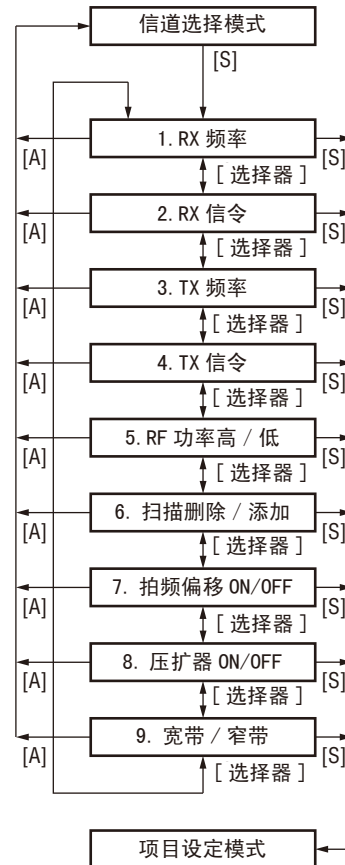 信道选择模式
[S]
1. RX 频率
[A]
[S]
[ 选择器 ]
2. RX 信令
[A]
[S]
[ 选择器 ]
3. TX 频率
[A]
[S]
[ 选择器 ]
4. TX 信令
[A]
[S]
[ 选择器 ]
5. RF 功率高 / 低
[A]
[S]
[ 选择器 ]
6. 扫描删除 / 添加
[A]
[S]
[ 选择器 ]
7. 拍频偏移 ON/OFF
[A]
[S]
[ 选择器 ]
8. 压扩器 ON/OFF
[A]
[S]
[ 选择器 ]
9. 宽带 / 窄带
[A]
[S]
[ 选择器 ]
项目设定模式